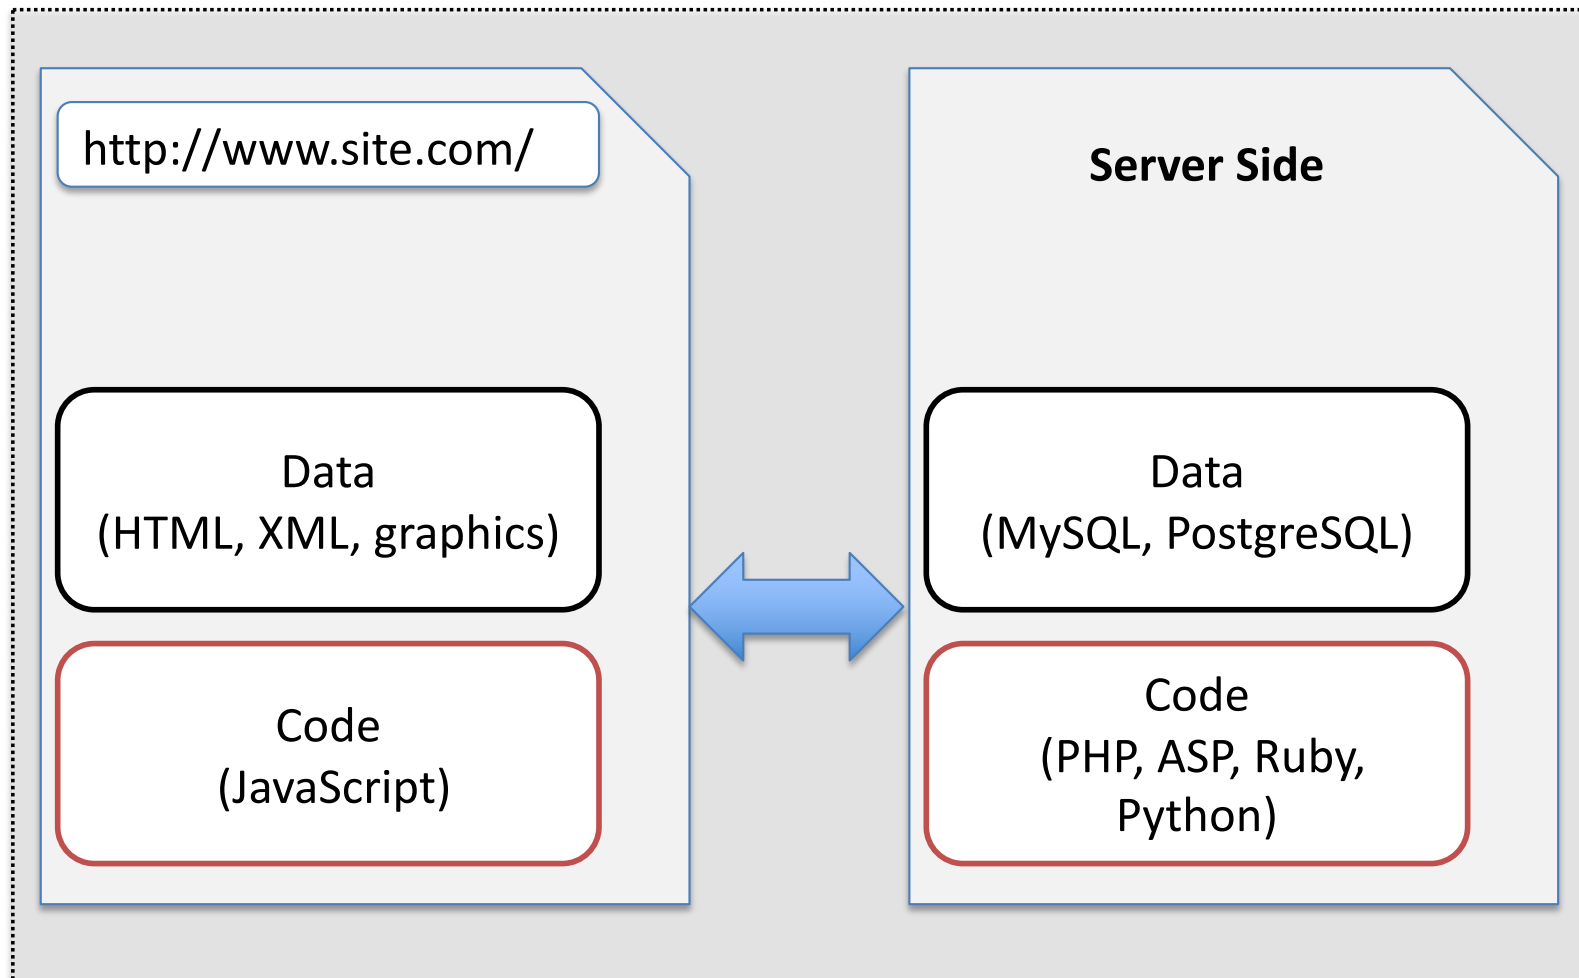 http://www.site.com/
Data
(HTML, XML, graphics)
Code
(JavaScript)
Server Side
Data
(MySQL, PostgreSQL)
Code
(PHP, ASP, Ruby,
Python)